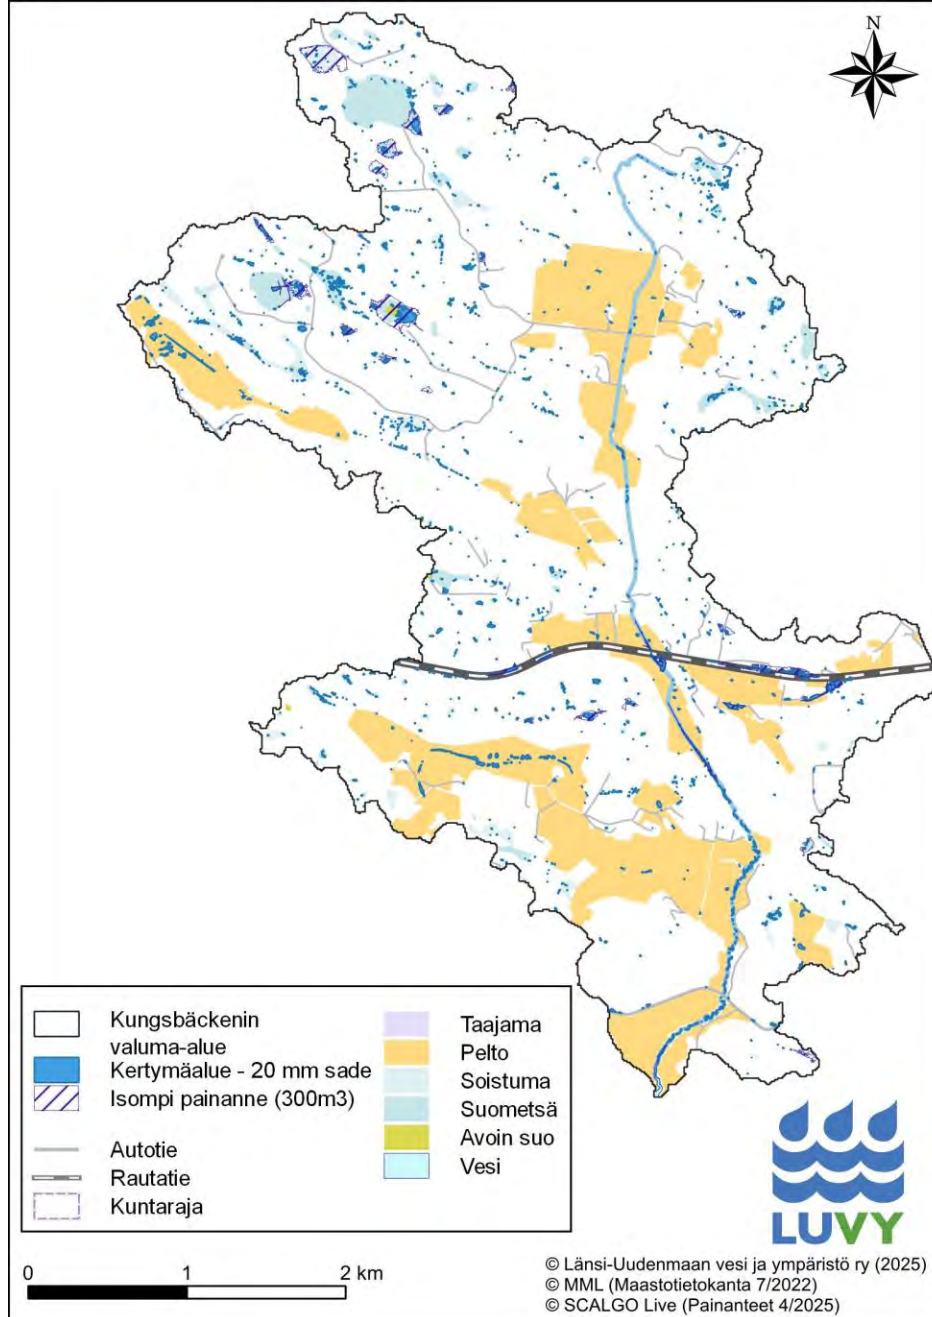 N
Kungsbäckenin
valuma-alue
Kertymäalue - 20 mm sade
Isompi painanne (300m3)
Autotie
Rautatie
Kuntaraja
Taajama
Pelto
Soistuma
Suometsä
Avoin suo
Vesi
LUVY
0 1 2 km
© Länsi-Uudenmaan vesi ja ympäristö ry (2025)
© MML (Maastotietokanta 7/2022)
© SCALGO Live (Painanteet 4/2025)